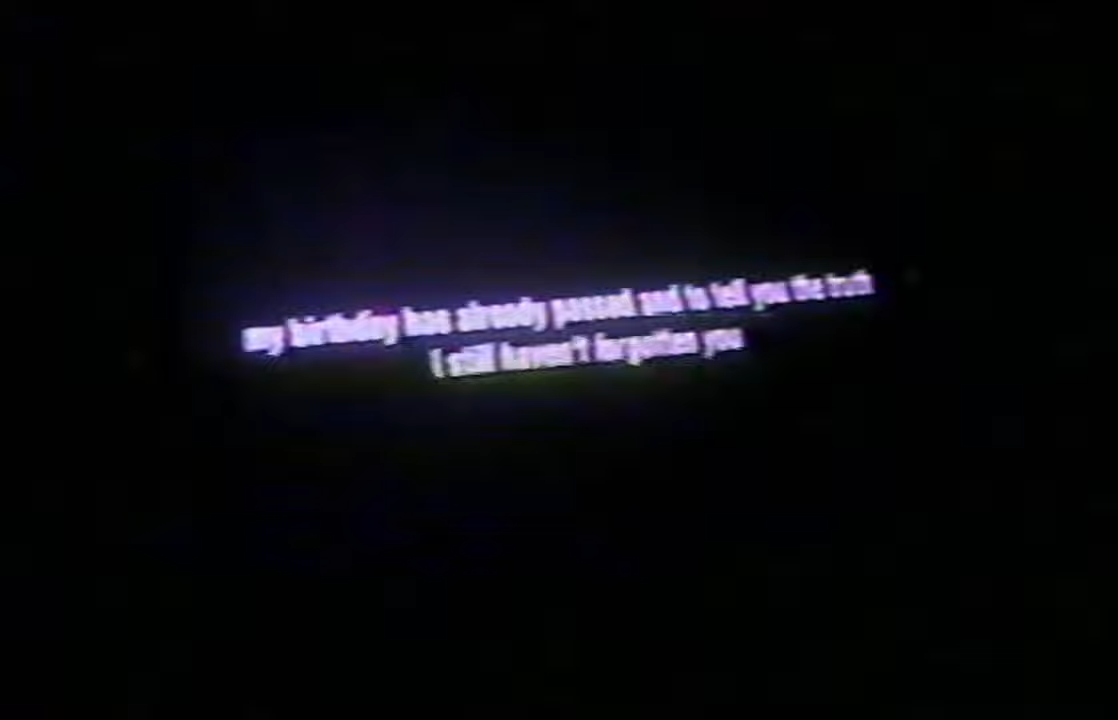 my birthday has already passed and to tell you the truth
I still haven't forgotten you